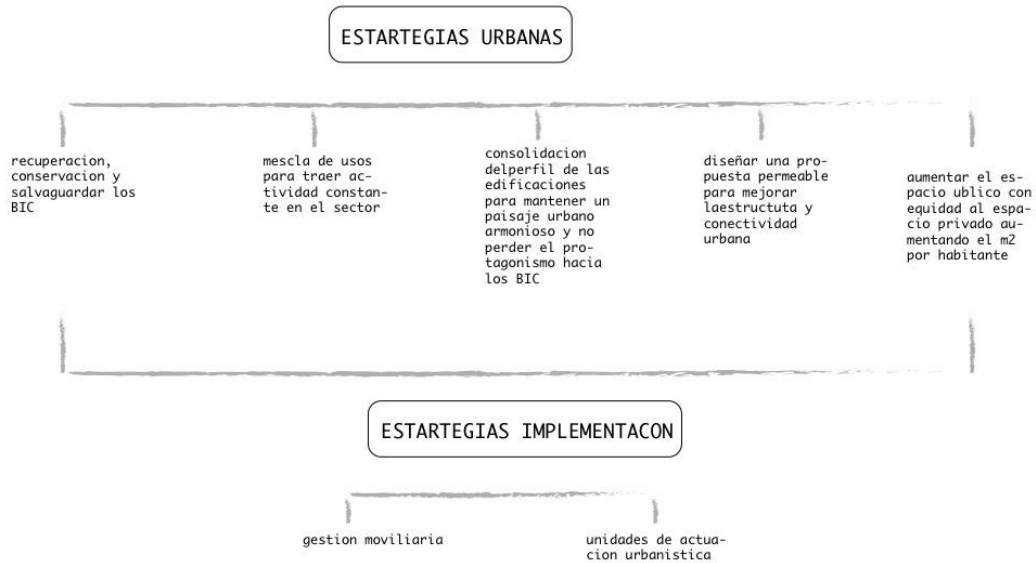 ESTARTEGIAS URBANAS
recuperacion,
conservacion y
salvaguardar los
BIC
mescla de usos
para traer ac-
tividad constan-
te en el sector
consolidacion
delperfil de las
edificaciones
para mantener un
paisaje urbano
armonioso y no
perder el pro-
tagonismo hacia
los BIC
diseñar una pro-
puesta permeable
para mejorar
laestructuta y
conectividad
urbana
aumentar el es-
pacio ublico con
equidad al espa-
cio privado au-
mentando el m2
por habitante
ESTARTEGIAS IMPLEMENTACON
gestion moviliaria
unidades de actua-
cion urbanistica